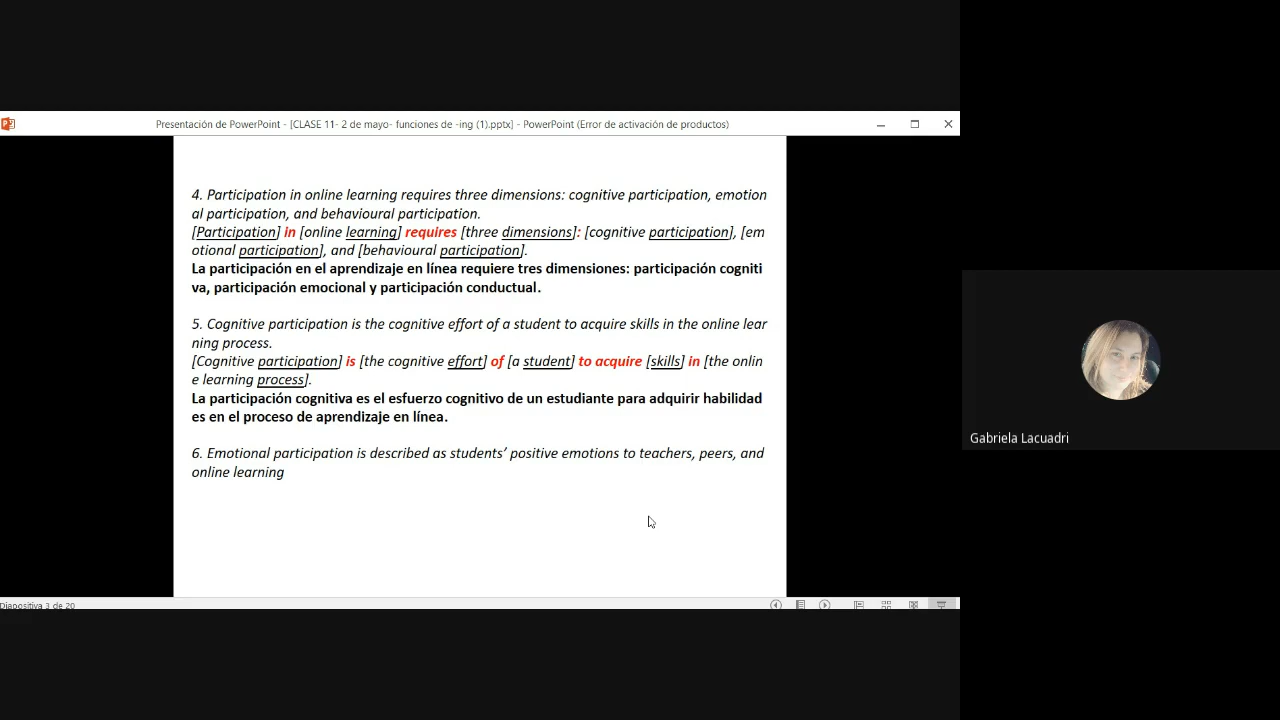 Presentación de PowerPoint - [CLASE 11- 2 de mayo- funciones de -ing (1).pptx] - PowerPoint (Error de activación de productos)
4. Participation in online learning requires three dimensions: cognitive participation, emotion
al participation, and behavioural participation.
[Participation] in [online learning] requires [three dimensions]: [cognitive participation], [em
otional participation], and [behavioural participation].
La participación en el aprendizaje en línea requiere tres dimensiones: participación cogniti
va, participación emocional y participación conductual.
5. Cognitive participation is the cognitive effort of a student to acquire skills in the online lear
ning process.
[Cognitive participation] is [the cognitive effort] of [a student] to acquire [skills] in [the onlin
e learning process].
La participación cognitiva es el esfuerzo cognitivo de un estudiante para adquirir habilidad
es en el proceso de aprendizaje en línea.
6. Emotional participation is described as students’ positive emotions to teachers, peers, and
online learning
Diapositiva 3 de 20
Gabriela Lacuadri